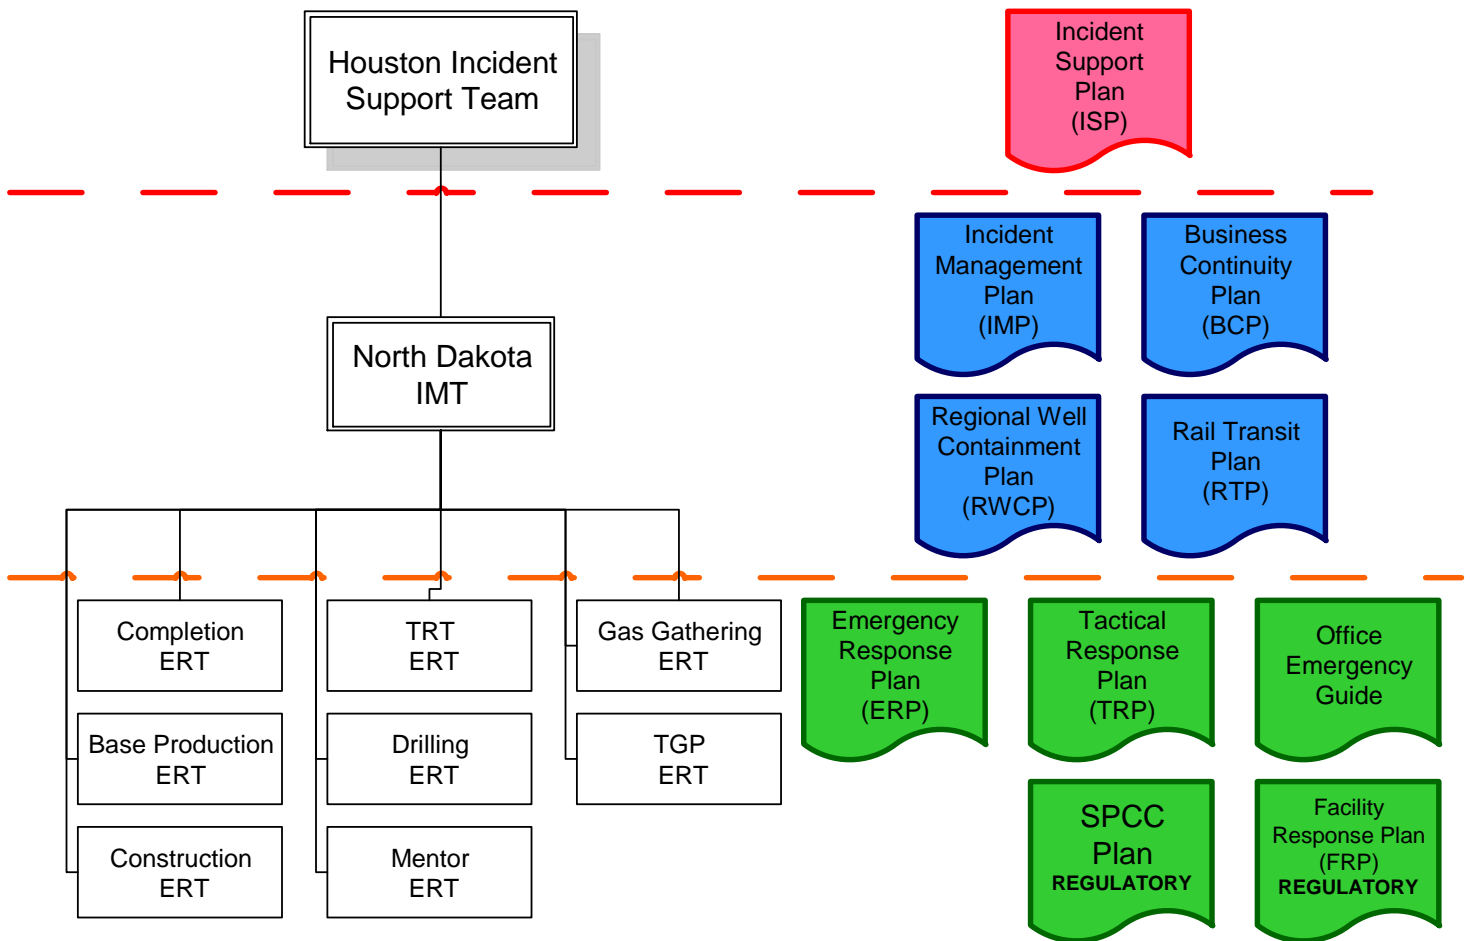 Houston Incident
Support Team
Incident
Support
Plan
(ISP)
North Dakota
IMT
Incident
Management
Plan
(IMP)
Business
Continuity
Plan
(BCP)
Regional Well
Containment
Plan
(RWCP)
Rail Transit
Plan
(RTP)
Completion
ERT
TRT
ERT
Gas Gathering
ERT
Base Production
ERT
Drilling
ERT
TGP
ERT
Construction
ERT
Mentor
ERT
Emergency
Response
Plan
(ERP)
Tactical
Response
Plan
(TRP)
Office
Emergency
Guide
SPCC
Plan
REGULATORY
Facility
Response Plan
(FRP)
REGULATORY